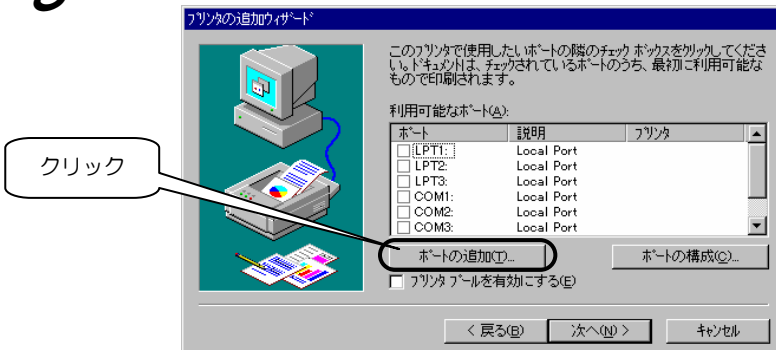 プリンタの追加ウィザード
このプリンタで使用したいポートの隣のチェック ボックスをクリックしてくださ
い。ドキュメントは、チェックされているポートのうち、最初に利用可能な
もので印刷されます。
利用可能なポート(A):
ポート 説明 プリンタ
LPT1: Local Port
LPT2: Local Port
LPT3: Local Port
COM1: Local Port
COM2: Local Port
COM3: Local Port
クリック
ポートの追加(T)... ポートの構成(C)...
プリンタ プールを有効にする(E)
< 戻る(B) 次へ(N) > キャンセル